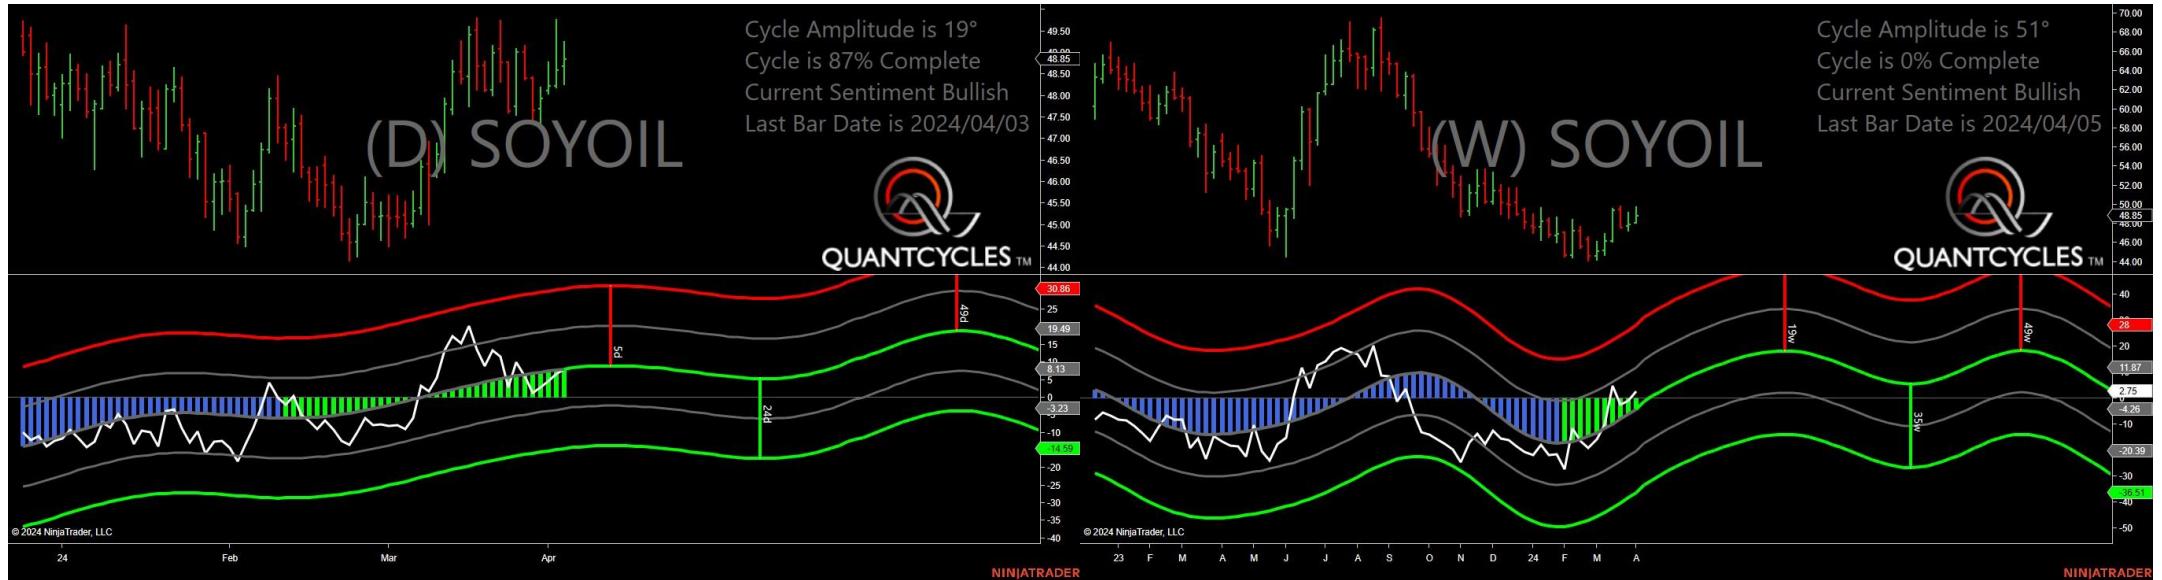 Cycle Amplitude is 19°
Cycle is 87% Complete
Current Sentiment Bullish
Last Bar Date is 2024/04/03
(D) SOYOIL
QUANTCYCLES TM
49.50
48.85
48.50
48.00
47.50
47.00
46.50
46.00
45.50
45.00
44.50
44.00
30.86
25
19.49
15
8.13
5
0
-3.23
-10
-14.59
-20
-25
-30
-35
-40
5d
24d
49d
© 2024 NinjaTrader, LLC
24
Feb
Mar
Apr
NINJATRADER
Cycle Amplitude is 51°
Cycle is 0% Complete
Current Sentiment Bullish
Last Bar Date is 2024/04/05
(W) SOYOIL
QUANTCYCLES TM
70.00
68.00
66.00
64.00
62.00
60.00
58.00
56.00
54.00
52.00
50.00
48.85
48.00
46.00
44.00
40
28
20
11.87
2.75
-4.26
-10
-20.39
-30
-36.51
-40
-50
19w
35w
49w
© 2024 NinjaTrader, LLC
23 F M A M J J A S O N D 24 F M A
NINJATRADER